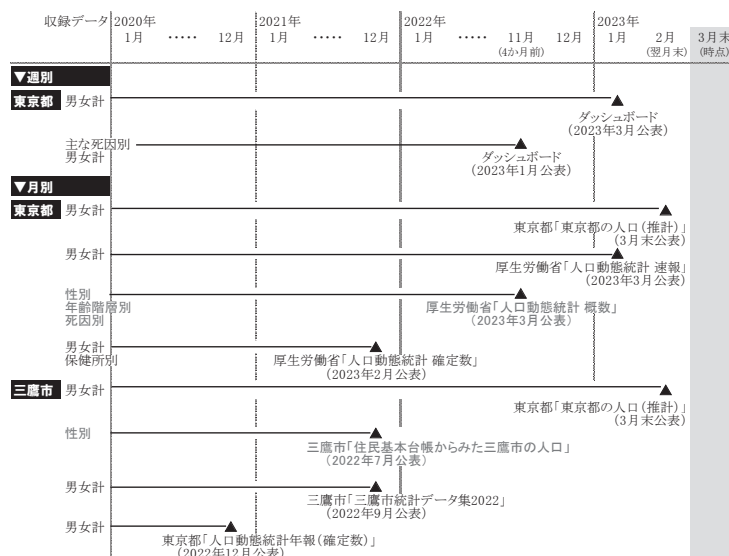 収録データ 2020年 2021年 2022年 2023年
1月 ‥‥‥ 12月 1月 ‥‥‥ 12月 1月 ‥‥‥ 11月 12月 1月 2月 3月末
(4か月前) (翌月末) (時点)
▼週別
東京都 男女計
ダッシュボード
(2023年3月公表)
主な死因別
男女計
ダッシュボード
(2023年1月公表)
▼月別
東京都 男女計
東京都「東京都の人口(推計)」
(3月末公表)
男女計
厚生労働省「人口動態統計 速報」
(2023年3月公表)
性別
年齢階層別
死因別
厚生労働省「人口動態統計 概数」
(2023年3月公表)
男女計
保健所別
厚生労働省「人口動態統計 確定数」
(2023年2月公表)
三鷹市 男女計
東京都「東京都の人口(推計)」
(3月末公表)
性別
三鷹市「住民基本台帳からみた三鷹市の人口」
(2022年7月公表)
男女計
三鷹市「三鷹市統計データ集2022」
(2022年9月公表)
男女計
東京都「人口動態統計年報(確定数)」
(2022年12月公表)